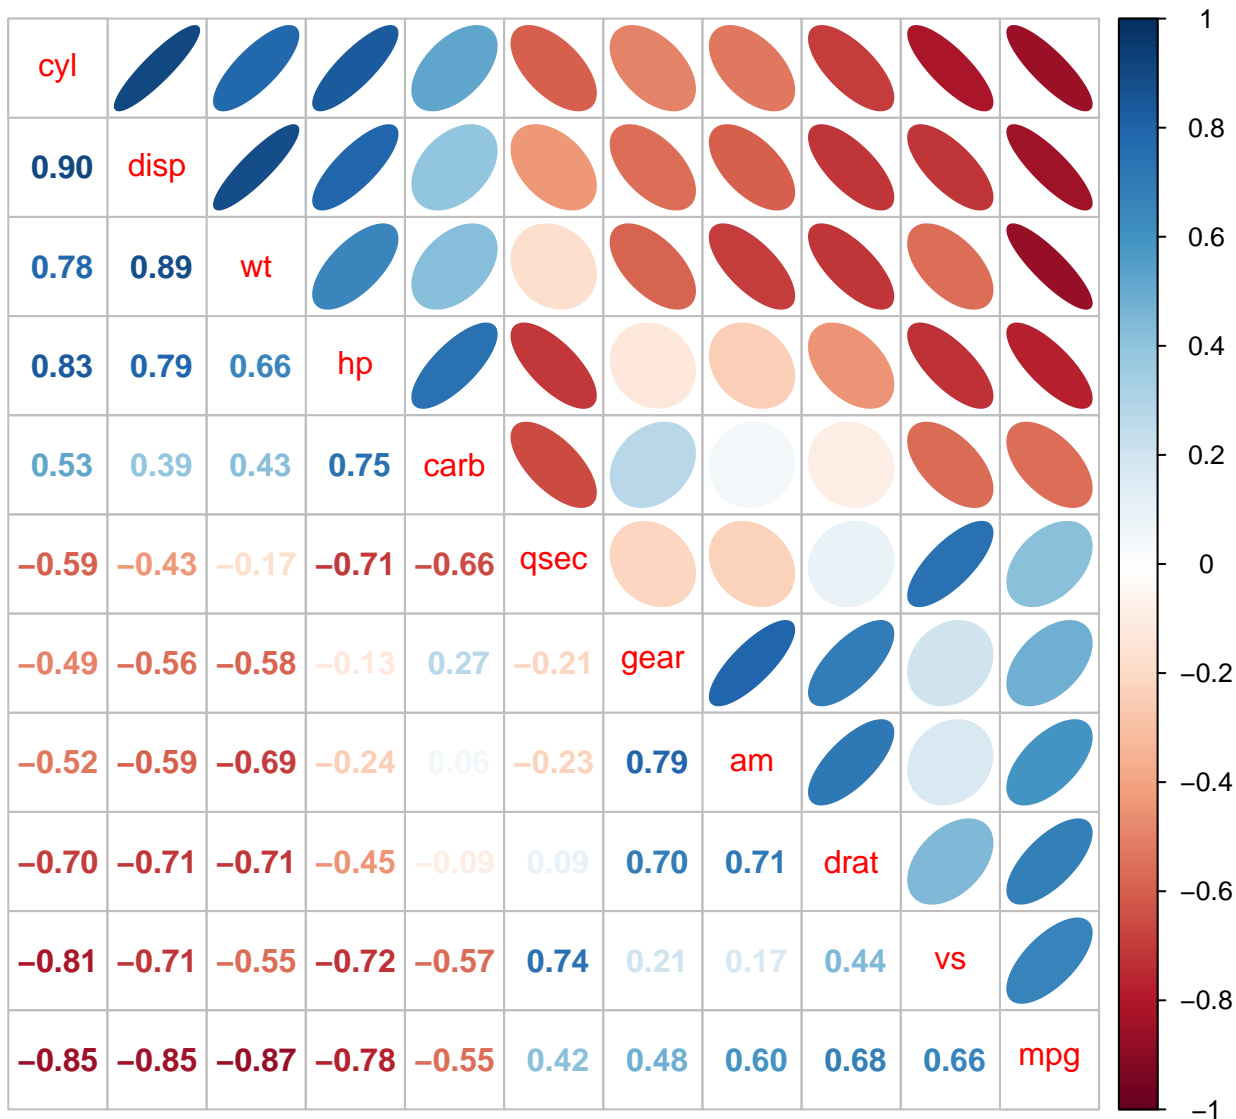 cyl
0.90 disp
0.78 0.89 wt
0.83 0.79 0.66 hp
0.53 0.39 0.43 0.75 carb
−0.59 −0.43 −0.17 −0.71 −0.66 qsec
−0.49 −0.56 −0.58 −0.13 0.27 −0.21 gear
−0.52 −0.59 −0.69 −0.24 0.06 −0.23 0.79 am
−0.70 −0.71 −0.71 −0.45 −0.09 0.09 0.70 0.71 drat
−0.81 −0.71 −0.55 −0.72 −0.57 0.74 0.21 0.17 0.44 vs
−0.85 −0.85 −0.87 −0.78 −0.55 0.42 0.48 0.60 0.68 0.66 mpg
1
0.8
0.6
0.4
0.2
0
−0.2
−0.4
−0.6
−0.8
−1